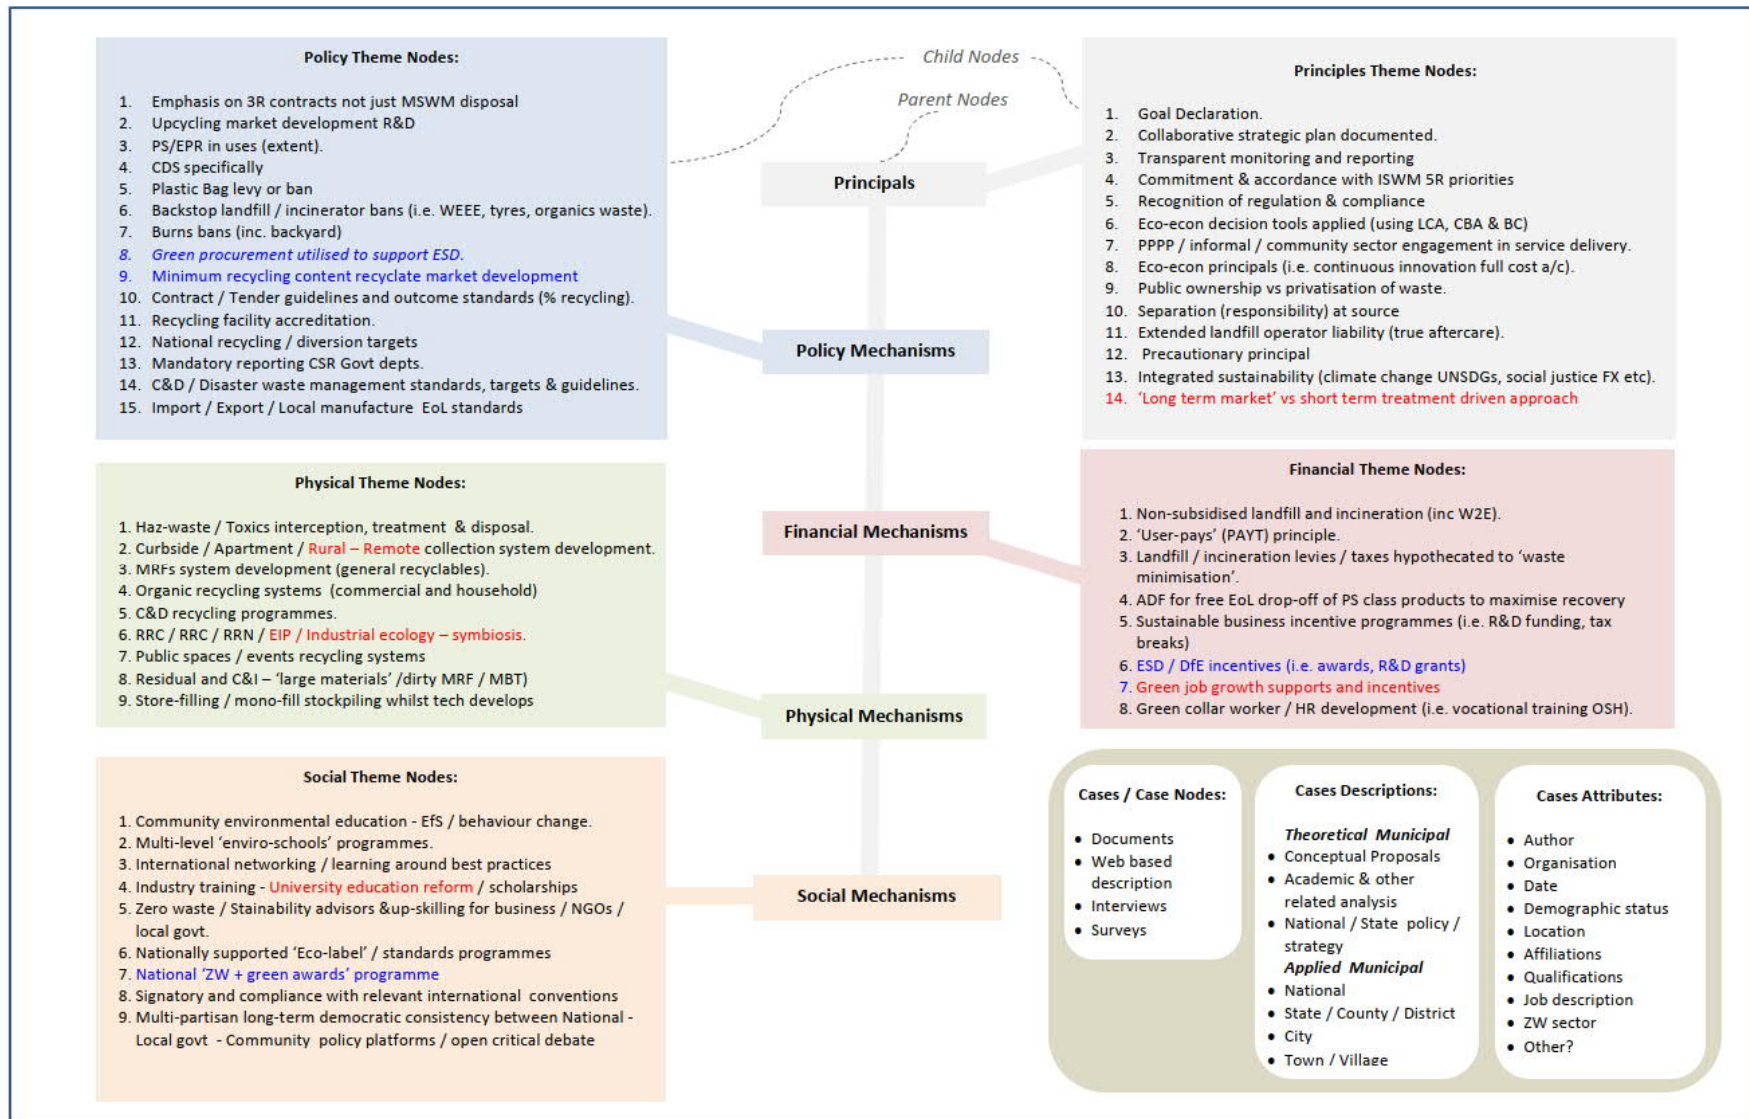 Policy Theme Nodes:
1. Emphasis on 3R contracts not just MSWM disposal
2. Upcycling market development R&D
3. PS/EPR in uses (extent).
4. CDS specifically
5. Plastic Bag levy or ban
6. Backstop landfill / incinerator bans (i.e. WEEE, tyres, organics waste).
7. Burns bans (inc. backyard)
8. Green procurement utilised to support ESD.
9. Minimum recycling content recyclate market development
10. Contract / Tender guidelines and outcome standards (% recycling).
11. Recycling facility accreditation.
12. National recycling / diversion targets
13. Mandatory reporting CSR Govt depts.
14. C&D / Disaster waste management standards, targets & guidelines.
15. Import / Export / Local manufacture EoL standards
Child Nodes
Parent Nodes
Principals
Policy Mechanisms
Financial Mechanisms
Physical Mechanisms
Social Mechanisms
Principles Theme Nodes:
1. Goal Declaration.
2. Collaborative strategic plan documented.
3. Transparent monitoring and reporting
4. Commitment & accordance with ISWM 5R priorities
5. Recognition of regulation & compliance
6. Eco-econ decision tools applied (using LCA, CBA & BC)
7. PPPP / informal / community sector engagement in service delivery.
8. Eco-econ principals (i.e. continuous innovation full cost a/c).
9. Public ownership vs privatisation of waste.
10. Separation (responsibility) at source
11. Extended landfill operator liability (true aftercare).
12. Precautionary principal
13. Integrated sustainability (climate change UNSDGs, social justice FX etc).
14. ‘Long term market’ vs short term treatment driven approach
Physical Theme Nodes:
1. Haz-waste / Toxics interception, treatment & disposal.
2. Curbside / Apartment / Rural – Remote collection system development.
3. MRFs system development (general recyclables).
4. Organic recycling systems (commercial and household)
5. C&D recycling programmes.
6. RRC / RRC / RRN / EIP / Industrial ecology – symbiosis.
7. Public spaces / events recycling systems
8. Residual and C&I – ‘large materials’ /dirty MRF / MBT)
9. Store-filling / mono-fill stockpiling whilst tech develops
Financial Theme Nodes:
1. Non-subsidised landfill and incineration (inc W2E).
2. ‘User-pays’ (PAYT) principle.
3. Landfill / incineration levies / taxes hypothecated to ‘waste
minimisation’.
4. ADF for free EoL drop-off of PS class products to maximise recovery
5. Sustainable business incentive programmes (i.e. R&D funding, tax
breaks)
6. ESD / DfE incentives (i.e. awards, R&D grants)
7. Green job growth supports and incentives
8. Green collar worker / HR development (i.e. vocational training OSH).
Social Theme Nodes:
1. Community environmental education - EfS / behaviour change.
2. Multi-level ‘enviro-schools’ programmes.
3. International networking / learning around best practices
4. Industry training - University education reform / scholarships
5. Zero waste / Stainability advisors &up-skilling for business / NGOs /
local govt.
6. Nationally supported ‘Eco-label’ / standards programmes
7. National ‘ZW + green awards’ programme
8. Signatory and compliance with relevant international conventions
9. Multi-partisan long-term democratic consistency between National -
Local govt - Community policy platforms / open critical debate
Cases / Case Nodes:
• Documents
• Web based
description
• Interviews
• Surveys
Cases Descriptions:
Theoretical Municipal
• Conceptual Proposals
• Academic & other
related analysis
• National / State policy /
strategy
Applied Municipal
• National
• State / County / District
• City
• Town / Village
Cases Attributes:
• Author
• Organisation
• Date
• Demographic status
• Location
• Affiliations
• Qualifications
• Job description
• ZW sector
• Other?